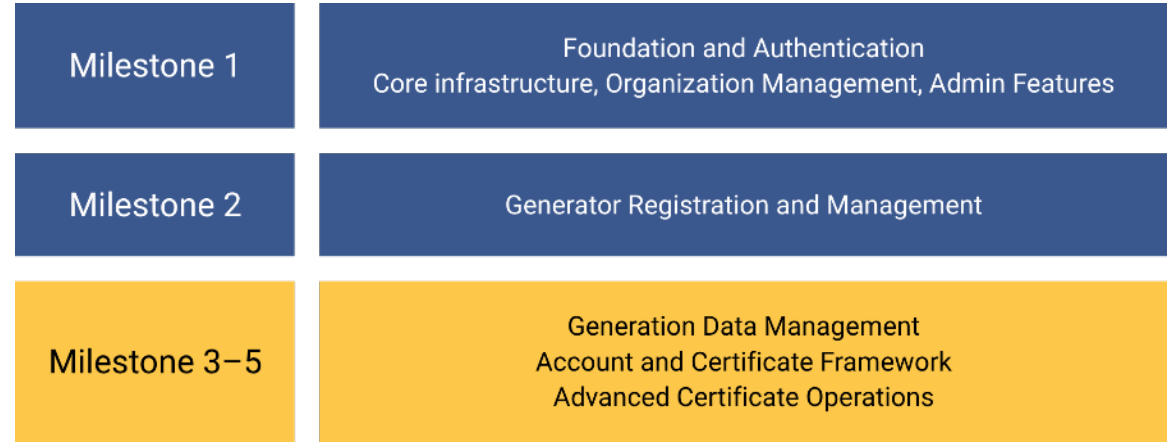 Milestone 1
Foundation and Authentication
Core infrastructure, Organization Management, Admin Features
Milestone 2
Generator Registration and Management
Milestone 3–5
Generation Data Management
Account and Certificate Framework
Advanced Certificate Operations